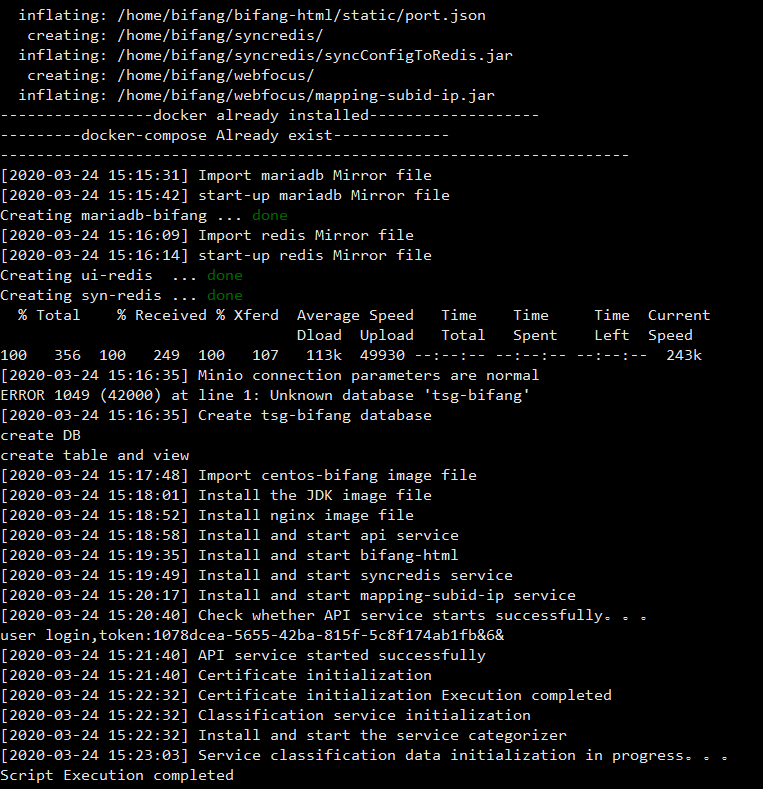 inflating: /home/bifang/bifang-html/static/port.json
creating: /home/bifang/syncredis/
inflating: /home/bifang/syncredis/syncConfigToRedis.jar
creating: /home/bifang/webfocus/
inflating: /home/bifang/webfocus/mapping-subid-ip.jar
-----------------docker already installed-------------------
---------docker-compose Already exist-------------
----------------------------------------------------------------------
[2020-03-24 15:15:31] Import mariadb Mirror file
[2020-03-24 15:15:42] start-up mariadb Mirror file
Creating mariadb-bifang ... done
[2020-03-24 15:16:09] Import redis Mirror file
[2020-03-24 15:16:14] start-up redis Mirror file
Creating ui-redis  ... done
Creating syn-redis ... done
  % Total    % Received % Xferd  Average Speed   Time    Time     Time  Current
                                 Dload  Upload   Total   Spent    Left  Speed
100   356  100   249  100   107   113k  49930 --:--:-- --:--:-- --:--:--  243k
[2020-03-24 15:16:35] Minio connection parameters are normal
ERROR 1049 (42000) at line 1: Unknown database 'tsg-bifang'
[2020-03-24 15:16:35] Create tsg-bifang database
create DB
create table and view
[2020-03-24 15:17:48] Import centos-bifang image file
[2020-03-24 15:18:01] Install the JDK image file
[2020-03-24 15:18:52] Install nginx image file
[2020-03-24 15:18:58] Install and start api service
[2020-03-24 15:19:35] Install and start bifang-html
[2020-03-24 15:19:49] Install and start syncredis service
[2020-03-24 15:20:17] Install and start mapping-subid-ip service
[2020-03-24 15:20:40] Check whether API service starts successfully。。。
user login,token:1078dcea-5655-42ba-815f-5c8f174ab1fb&6&
[2020-03-24 15:21:40] API service started successfully
[2020-03-24 15:21:40] Certificate initialization
[2020-03-24 15:22:32] Certificate initialization Execution completed
[2020-03-24 15:22:32] Classification service initialization
[2020-03-24 15:22:32] Install and start the service categorizer
[2020-03-24 15:23:03] Service classification data initialization in progress。。。
Script Execution completed